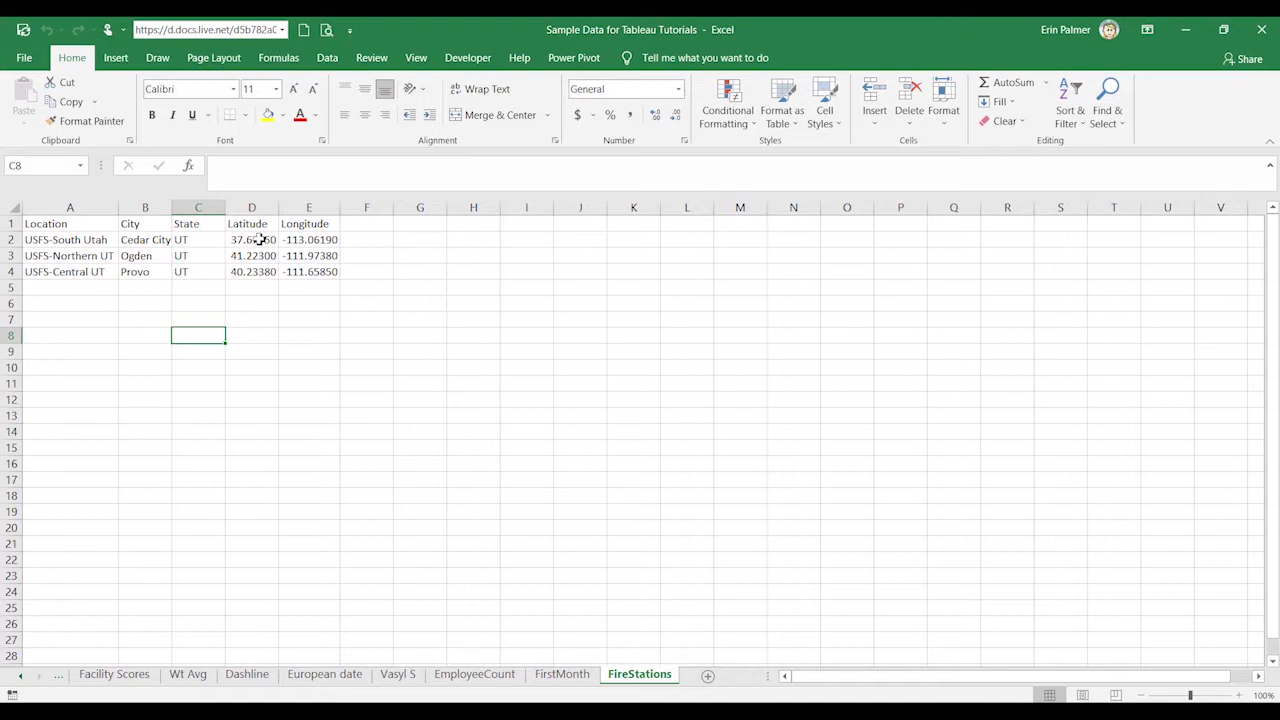 https://d.docs.live.net/d5b782a0
Sample Data for Tableau Tutorials - Excel
Erin Palmer
File Home Insert Draw Page Layout Formulas Data Review View Developer Help Power Pivot Tell me what you want to do Share
Paste
Cut
Copy
Format Painter
Clipboard
Calibri 11
B I U
Font
Wrap Text
Merge & Center
Alignment
General
$ % ,
Number
Conditional Formatting
Format as Table
Cell Styles
Styles
Insert
Delete
Format
Cells
AutoSum
Fill
Clear
Sort & Filter
Find & Select
Editing
C8 fx
A B C D E F G H I J K L M N O P Q R S T U V
1 Location City State Latitude Longitude
2 USFS-South Utah Cedar City UT -113.06190
3 USFS-Northern UT Ogden UT 41.22300 -111.97380
4 USFS-Central UT Provo UT 40.23380 -111.65850
5
6
7
8
9
10
11
12
13
14
15
16
17
18
19
20
21
22
23
24
25
26
27
28
Facility Scores Wt Avg Dashline European date Vasyl S EmployeeCount FirstMonth FireStations
100%